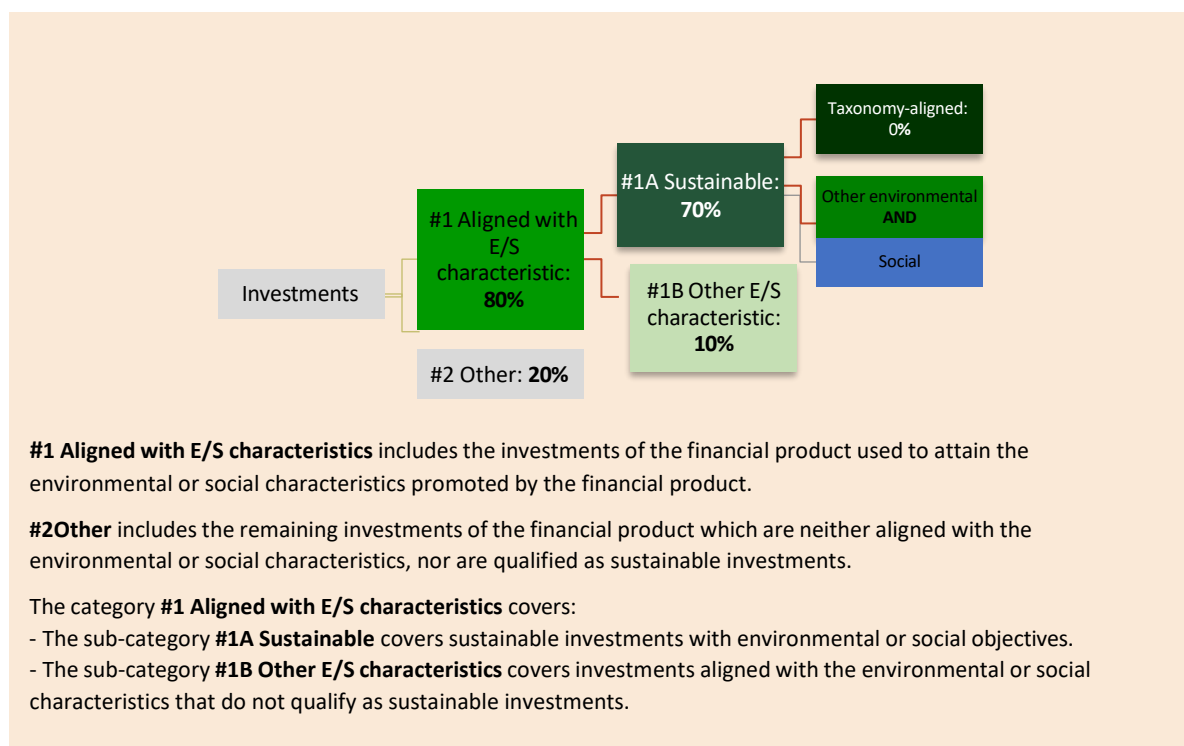 Taxonomy-aligned:
0%
#1A Sustainable:
70%
Other environmental
AND
Social
#1 Aligned with
E/S
characteristic:
80%
Investments
#1B Other E/S
characteristic:
10%
#2 Other: 20%
#1 Aligned with E/S characteristics includes the investments of the financial product used to attain the
environmental or social characteristics promoted by the financial product.
#2Other includes the remaining investments of the financial product which are neither aligned with the
environmental or social characteristics, nor are qualified as sustainable investments.
The category #1 Aligned with E/S characteristics covers:
- The sub-category #1A Sustainable covers sustainable investments with environmental or social objectives.
- The sub-category #1B Other E/S characteristics covers investments aligned with the environmental or social
characteristics that do not qualify as sustainable investments.